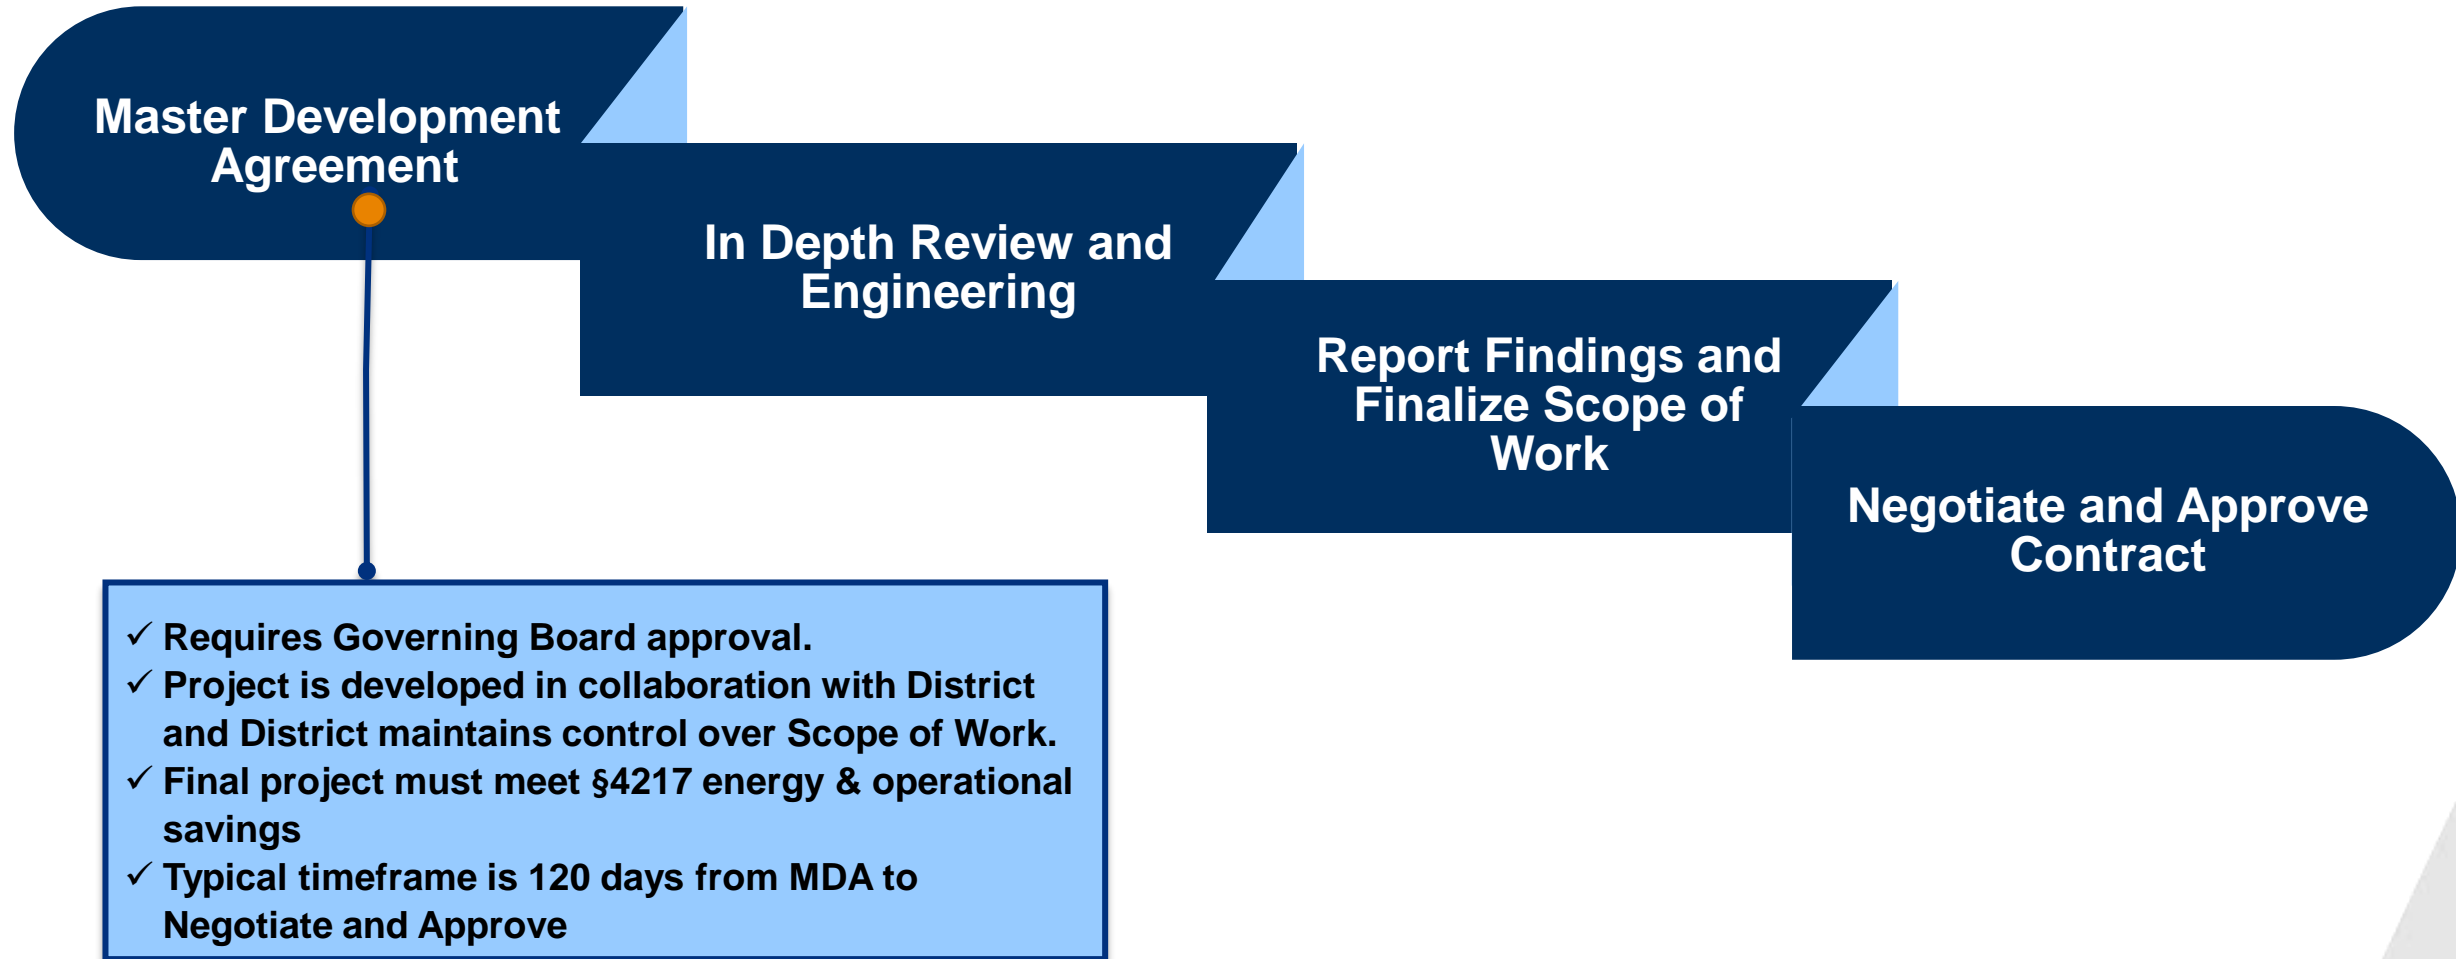 Master Development
Agreement
In Depth Review and
Engineering
Report Findings and
Finalize Scope of
Work
Negotiate and Approve
Contract
✓ Requires Governing Board approval.
✓ Project is developed in collaboration with District
and District maintains control over Scope of Work.
✓ Final project must meet §4217 energy & operational
savings
✓ Typical timeframe is 120 days from MDA to
Negotiate and Approve